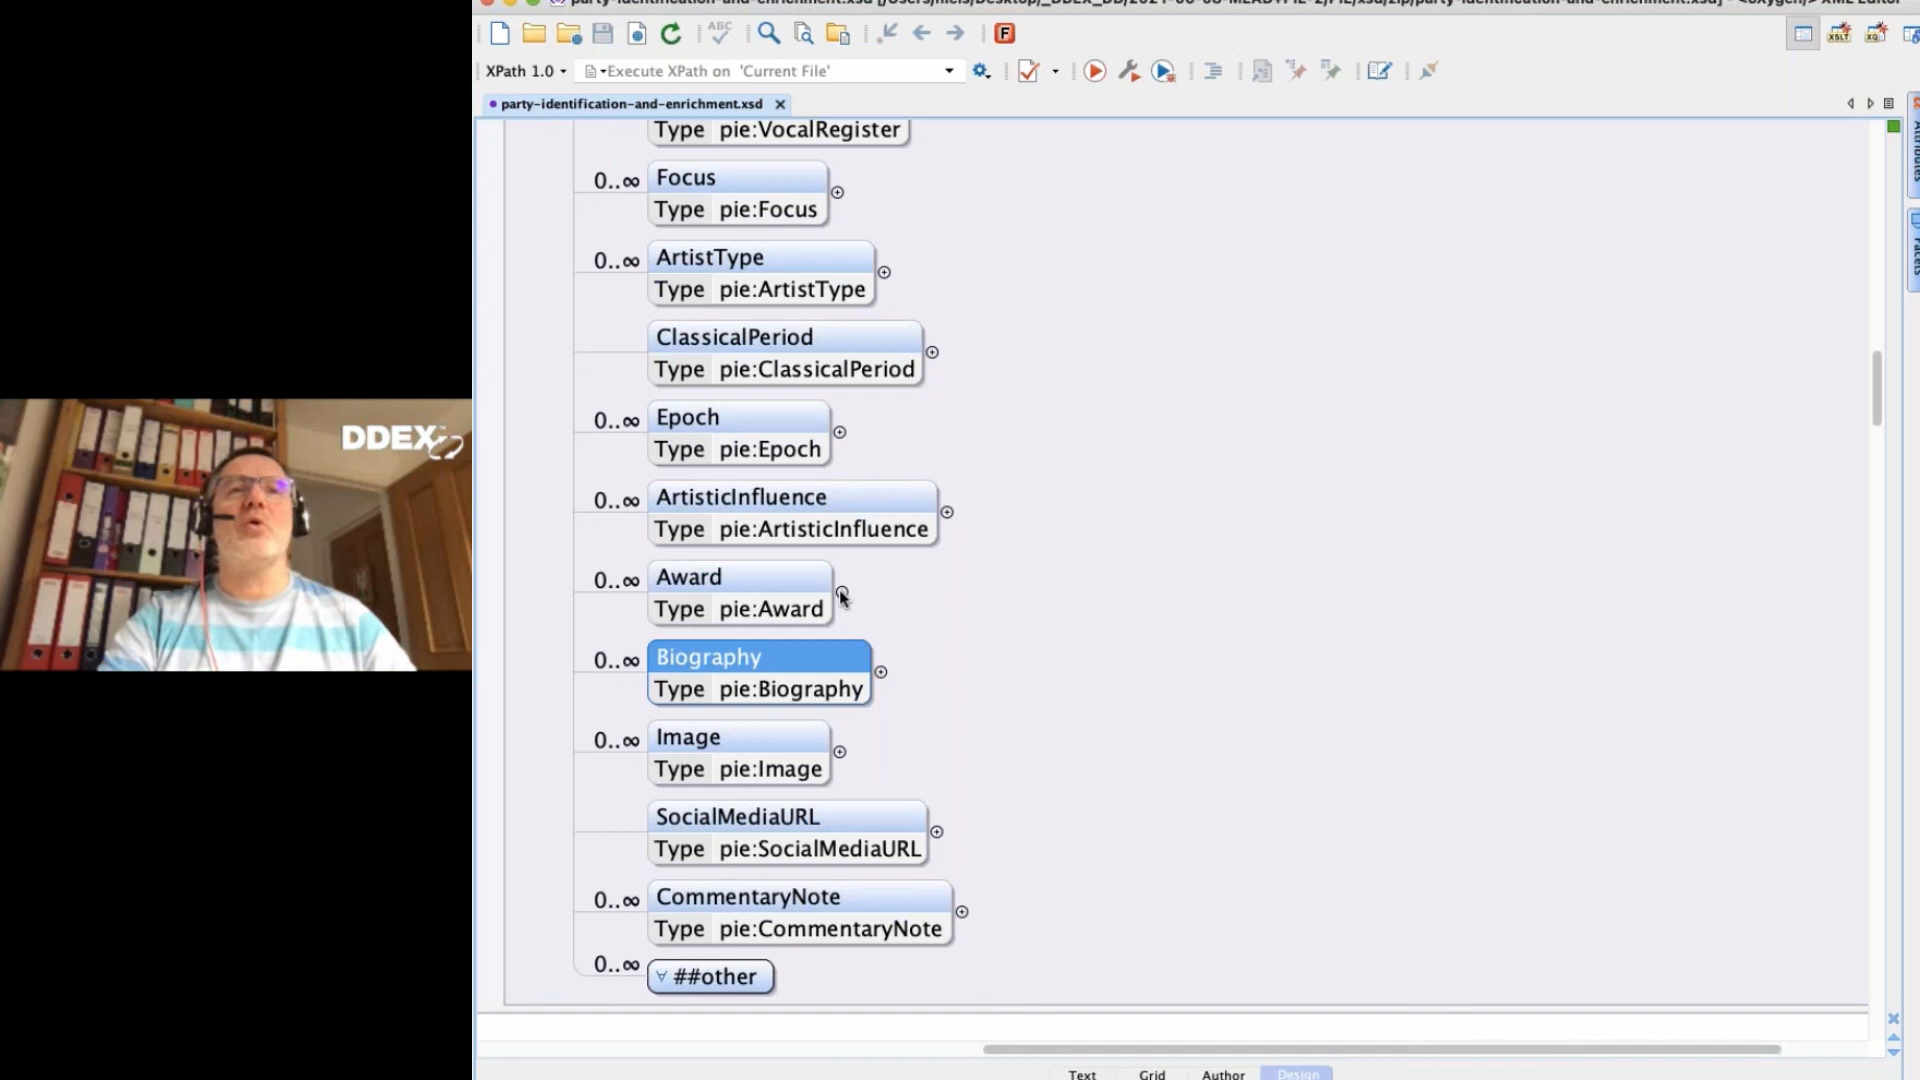 XPath 1.0
Execute XPath on 'Current File'
F
party-identification-and-enrichment.xsd
Type pie:VocalRegister
0..∞
Focus
Type pie:Focus
0..∞
ArtistType
Type pie:ArtistType
ClassicalPeriod
Type pie:ClassicalPeriod
0..∞
Epoch
Type pie:Epoch
0..∞
ArtisticInfluence
Type pie:ArtisticInfluence
0..∞
Award
Type pie:Award
0..∞
Biography
Type pie:Biography
0..∞
Image
Type pie:Image
SocialMediaURL
Type pie:SocialMediaURL
0..∞
CommentaryNote
Type pie:CommentaryNote
0..∞
##other
Text Grid Author Design
DDEX